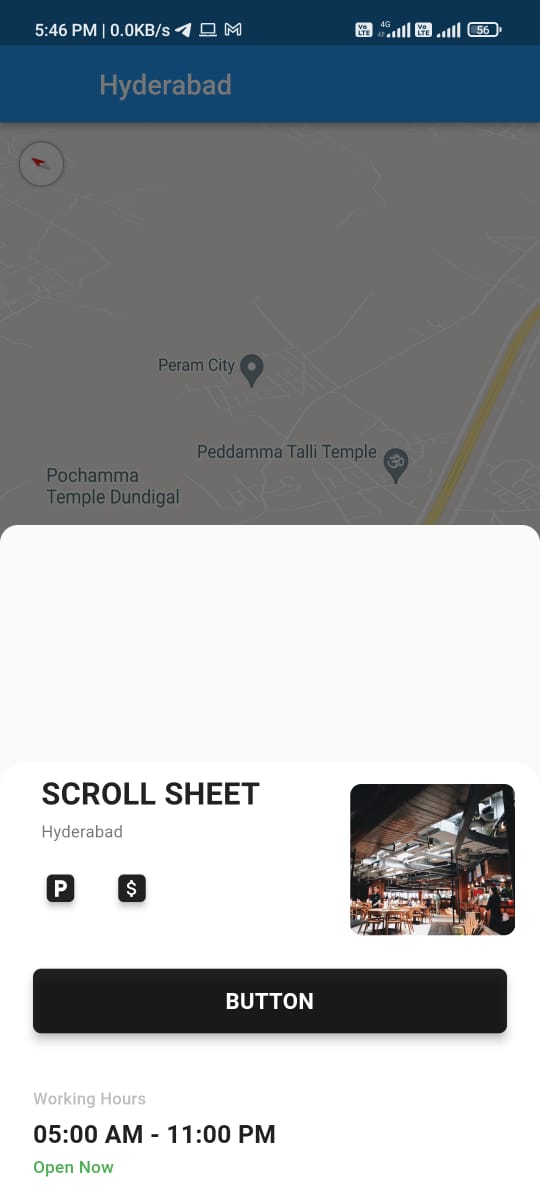 5:46 PM | 0.0KB/s
Vo
LTE
4G
Vo
LTE
56
Hyderabad
Peram City
Peddamma Talli Temple
ॐ
Pochamma
Temple Dundigal
SCROLL SHEET
Hyderabad
P
$
BUTTON
Working Hours
05:00 AM - 11:00 PM
Open Now